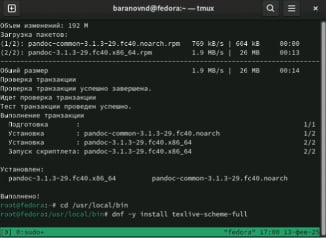 baranovnd@fedora:~ — tmux
Объем изменений: 192 M
Загрузка пакетов:
(1/2): pandoc-common-3.1.3-29.fc40.noarch.rpm 769 kB/s | 604 kB 00:00
(2/2): pandoc-3.1.3-29.fc40.x86_64.rpm 1.9 MB/s | 26 MB 00:13
Общий размер 1.9 MB/s | 26 MB 00:14
Проверка транзакции
Проверка транзакции успешно завершена.
Идет проверка транзакции
Тест транзакции проведен успешно.
Выполнение транзакции
Подготовка : 1/1
Установка : pandoc-common-3.1.3-29.fc40.noarch 1/2
Установка : pandoc-3.1.3-29.fc40.x86_64 2/2
Запуск скриптлета: pandoc-3.1.3-29.fc40.x86_64 2/2
Установлен:
pandoc-3.1.3-29.fc40.x86_64 pandoc-common-3.1.3-29.fc40.noarch
Выполнено!
root@fedora:~# cd /usr/local/bin
root@fedora:/usr/local/bin# dnf -y install texlive-scheme-full
[0] 0:sudo* "fedora" 17:00 13-фев-25